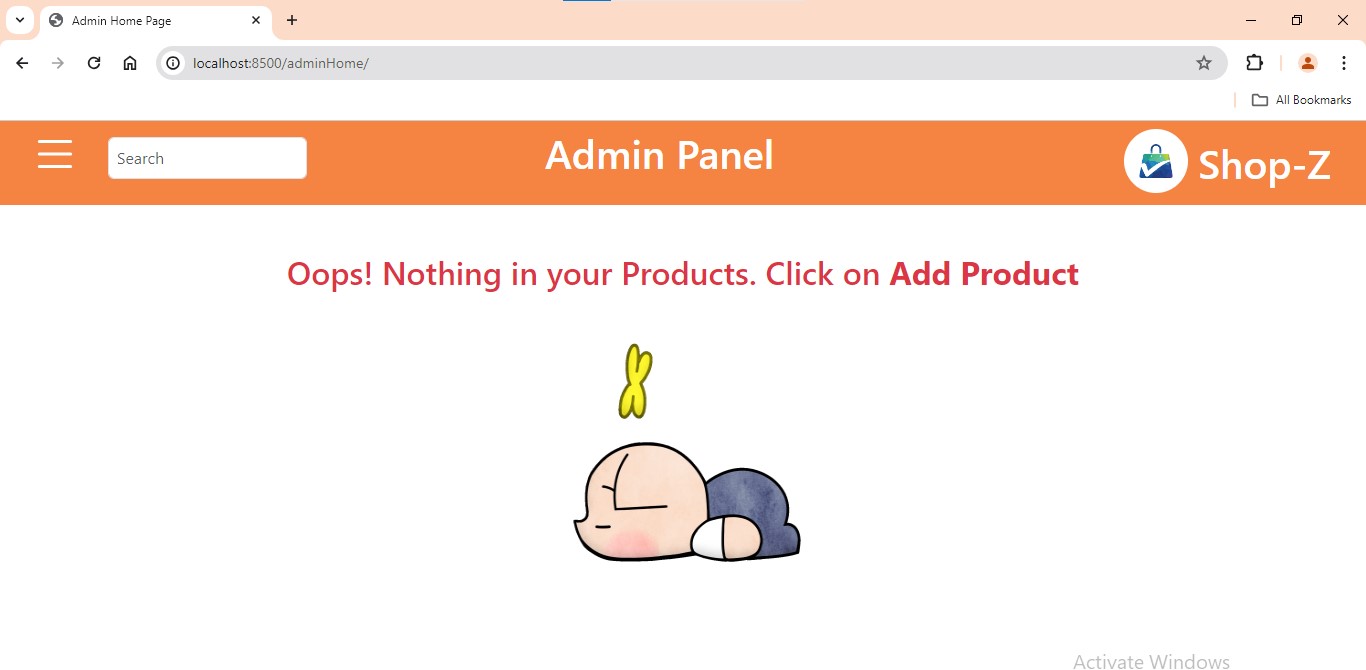 Admin Home Page
localhost:8500/adminHome/
All Bookmarks
Search
Admin Panel
Shop-Z
Oops! Nothing in your Products. Click on Add Product
Activate Windows